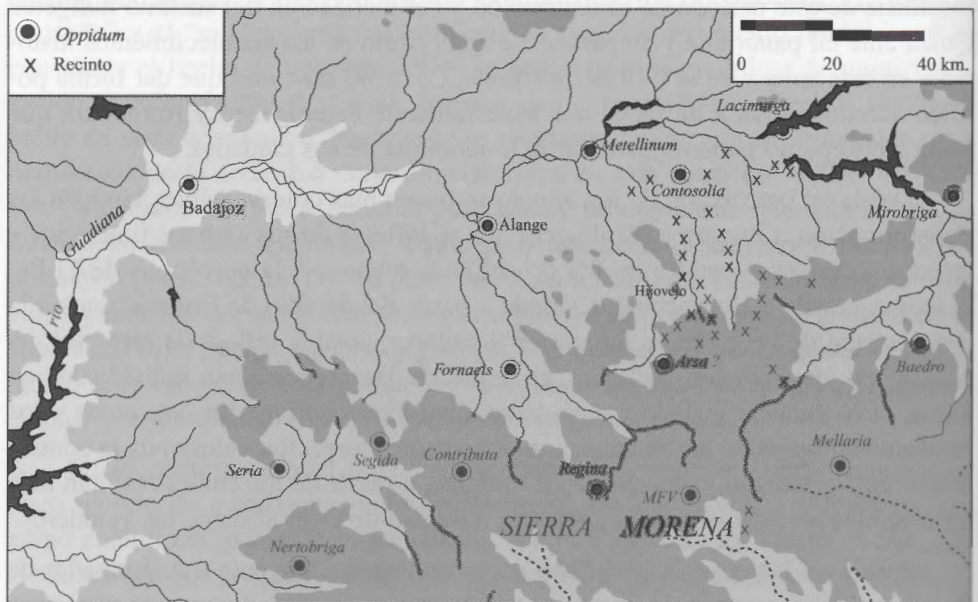 Oppidum
x Recinto
0 20 40 km.
Lacimurga
Metellinum
Contosolia
Badajoz
Mirobriga
Guadiana
Alange
Hijovejo
río
Arsa ?
Baedro
Fornacis
Segida
Contributa
Mellaria
Seria
Regina
MFV
SIERRA MORENA
Nertobriga